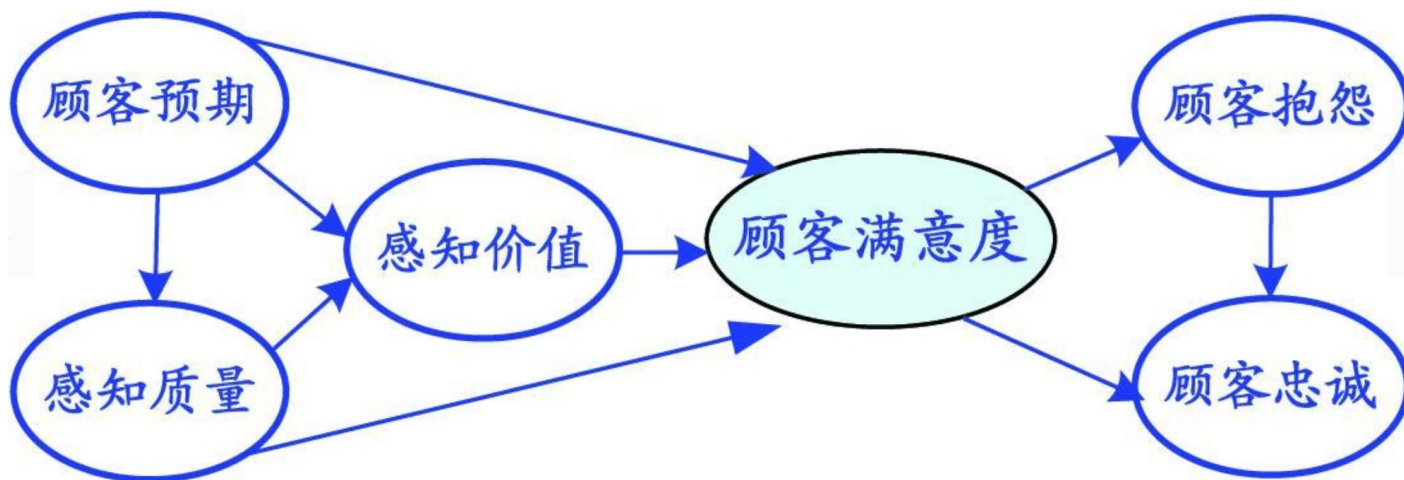 顾客预期
顾客抱怨
感知价值
顾客满意度
感知质量
顾客忠诚